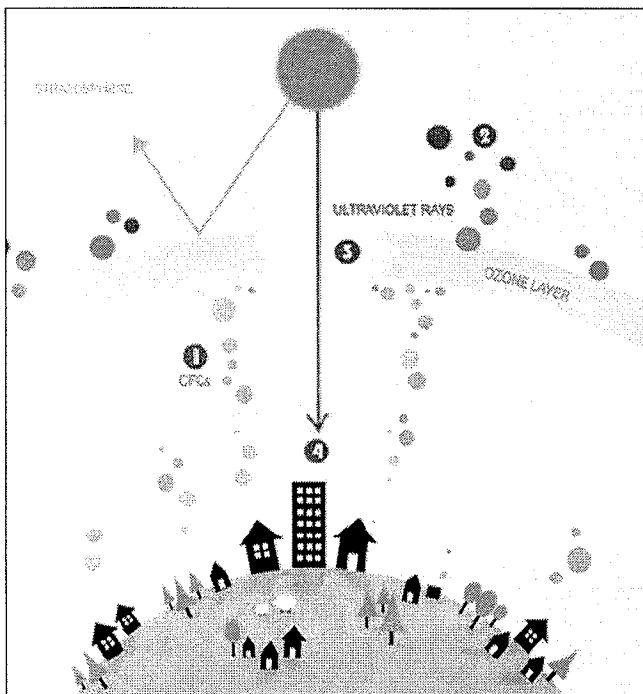 STRATOSPHERE
2
ULTRAVIOLET RAYS
3
OZONE LAYER
1
CFCs
4